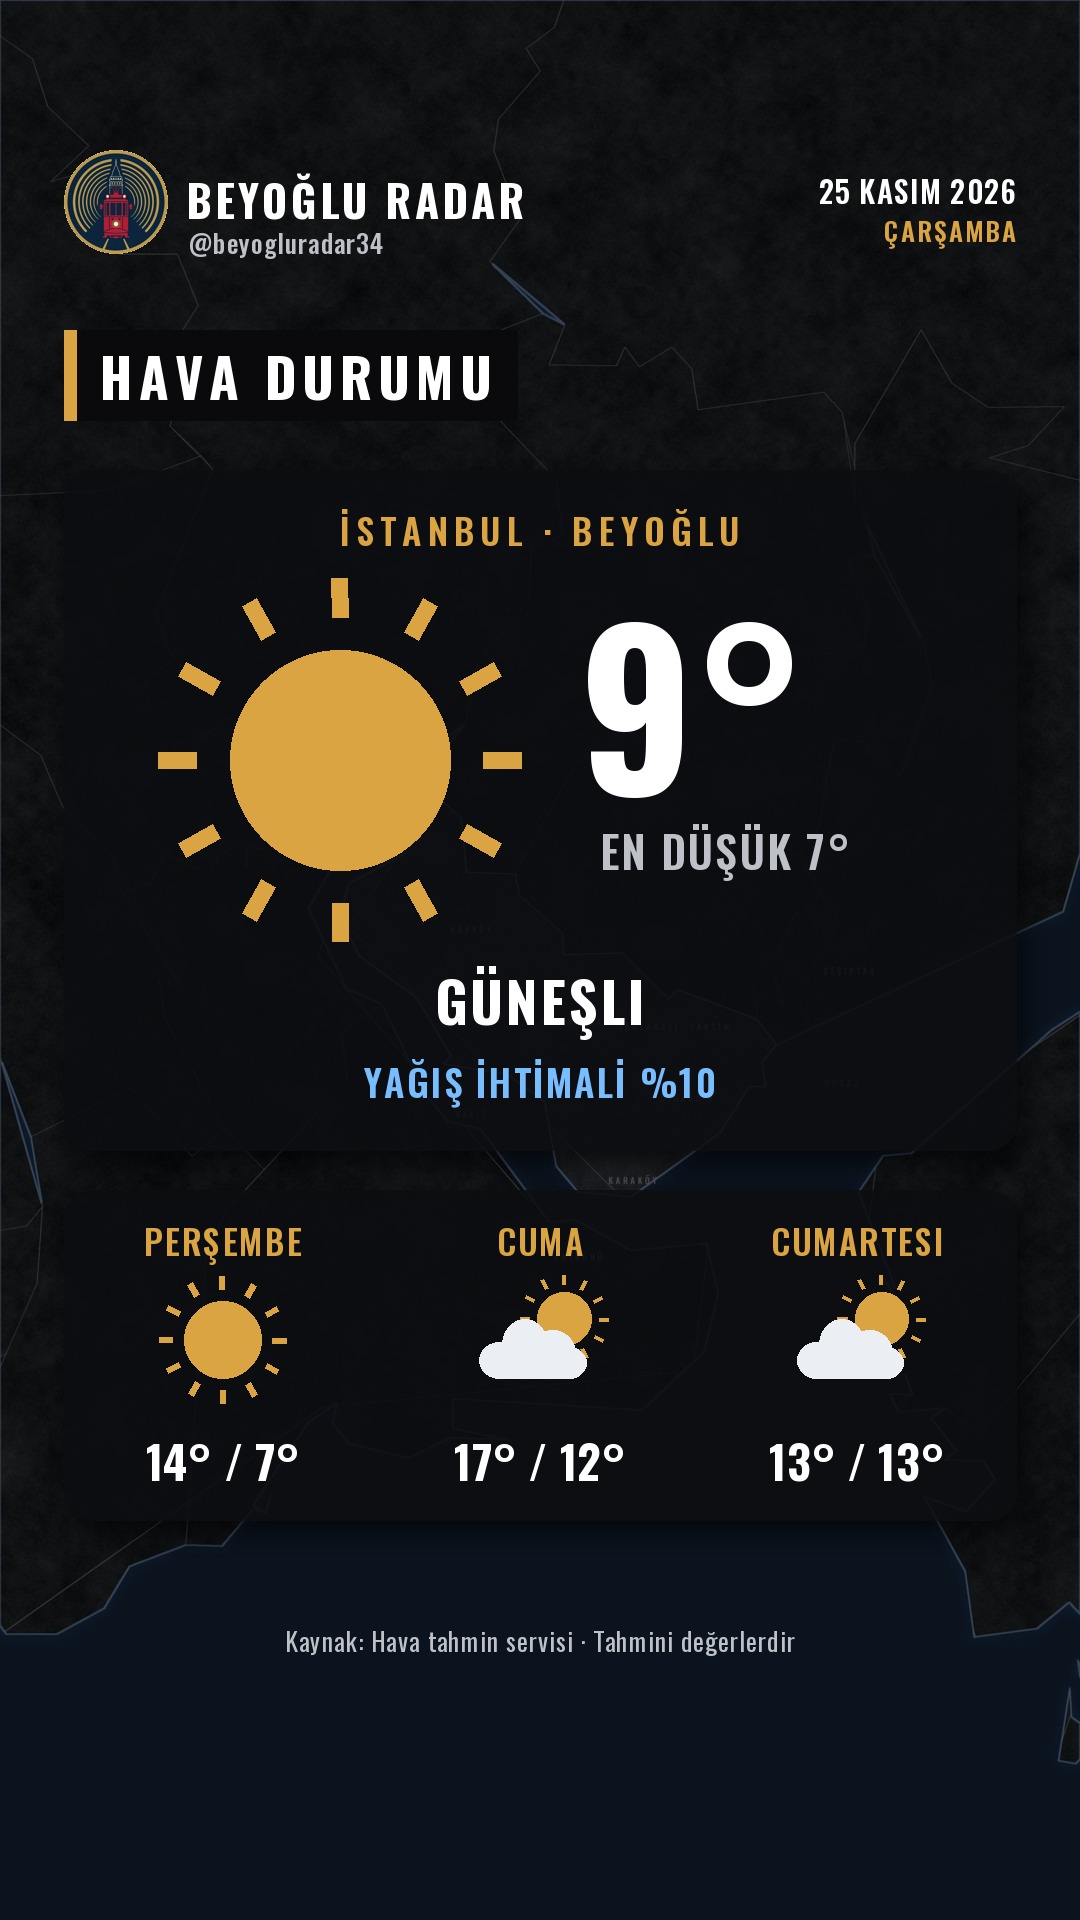 BEYOĞLU RADAR
@beyogluradar34
25 KASIM 2026
ÇARŞAMBA
HAVA DURUMU
İSTANBUL · BEYOĞLU
9°
EN DÜŞÜK 7°
GÜNEŞLI
YAĞIŞ İHTİMALİ %10
KARAKÖY
PERŞEMBE
CUMA
CUMARTESI
14° / 7°
17° / 12°
13° / 13°
Kaynak: Hava tahmin servisi · Tahmini değerlerdir